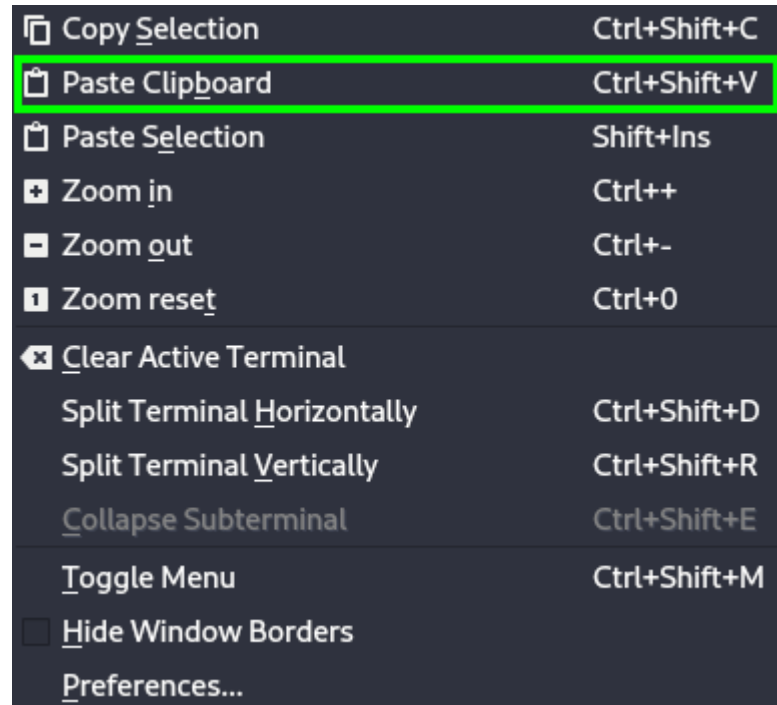 Copy Selection Ctrl+Shift+C
Paste Clipboard Ctrl+Shift+V
Paste Selection Shift+Ins
Zoom in Ctrl++
Zoom out Ctrl+-
Zoom reset Ctrl+0
Clear Active Terminal
Split Terminal Horizontally Ctrl+Shift+D
Split Terminal Vertically Ctrl+Shift+R
Collapse Subterminal Ctrl+Shift+E
Toggle Menu Ctrl+Shift+M
Hide Window Borders
Preferences...